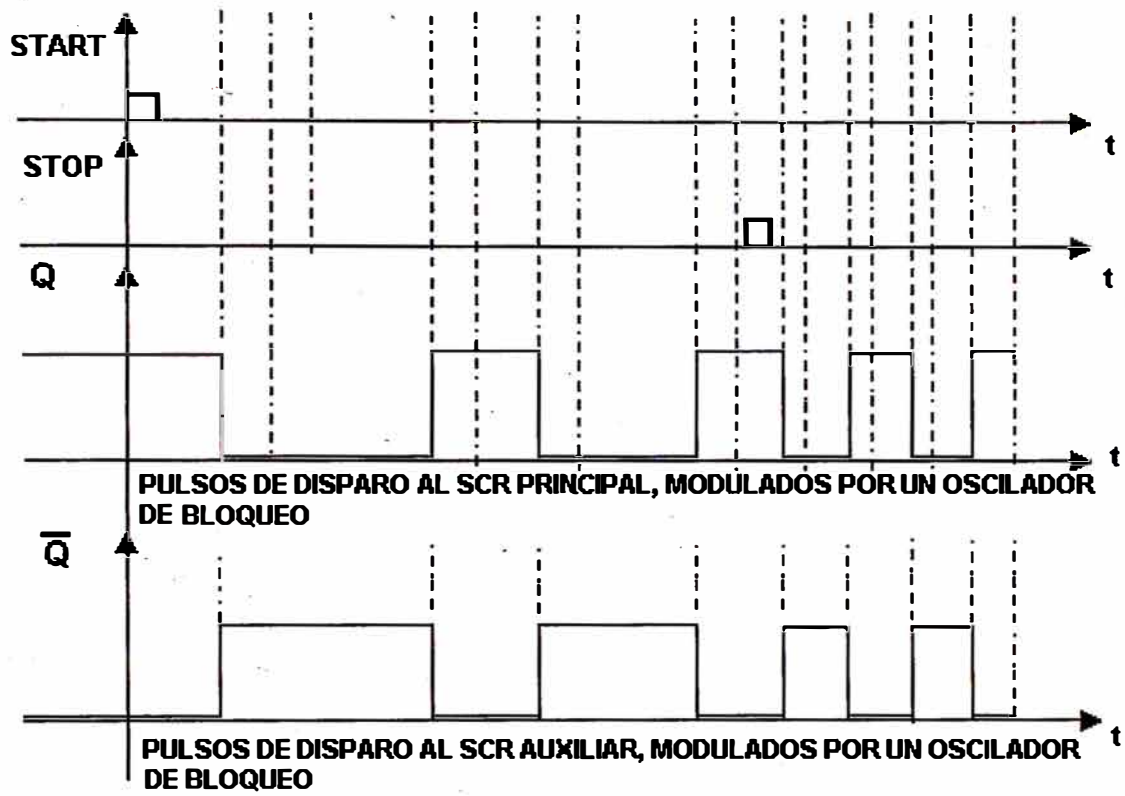 START
t
STOP
t
Q
t
PULSOS DE DISPARO AL SCR PRINCIPAL, MODULADOS POR UN OSCILADOR
DE BLOQUEO
Q̅
t
PULSOS DE DISPARO AL SCR AUXILIAR, MODULADOS POR UN OSCILADOR
DE BLOQUEO